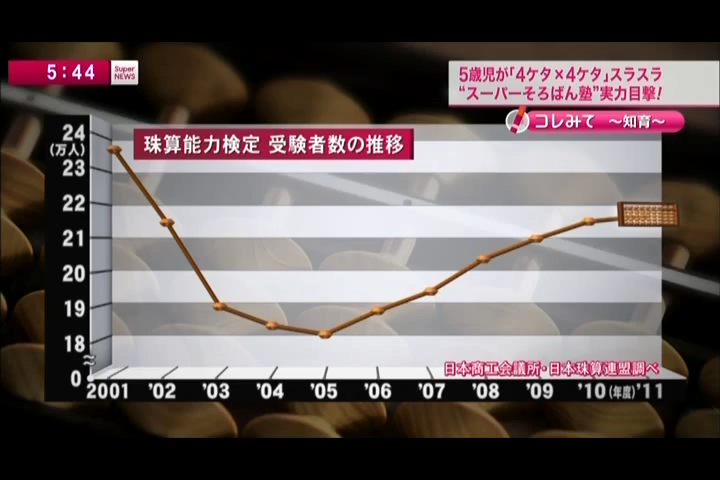 5:44
Super
NEWS
5歳児が「4ケタ×4ケタ」スラスラ
“スーパーそろばん塾”実力目撃!
コレみて ~知育~
珠算能力検定 受験者数の推移
24
(万人)
23
22
21
20
19
18
0
2001 '02 '03 '04 '05 '06 '07 '08 '09 '10(年度)'11
日本商工会議所・日本珠算連盟調べ